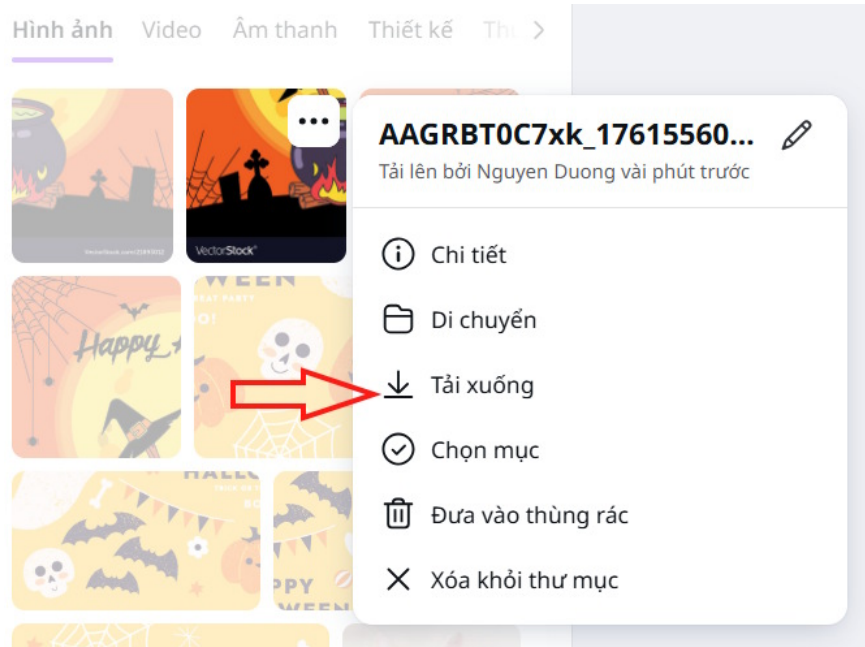 Hình ảnh Video Âm thanh Thiết kế
AAGRBT0C7xk_17615560...
Tải lên bởi Nguyen Duong vài phút trước
VectorStock®
Chi tiết
Di chuyển
Tải xuống
Chọn mục
Đưa vào thùng rác
Xóa khỏi thư mục
WEEN
EAT PARTY
O!
Happy
HALLO
PPY
WEEN